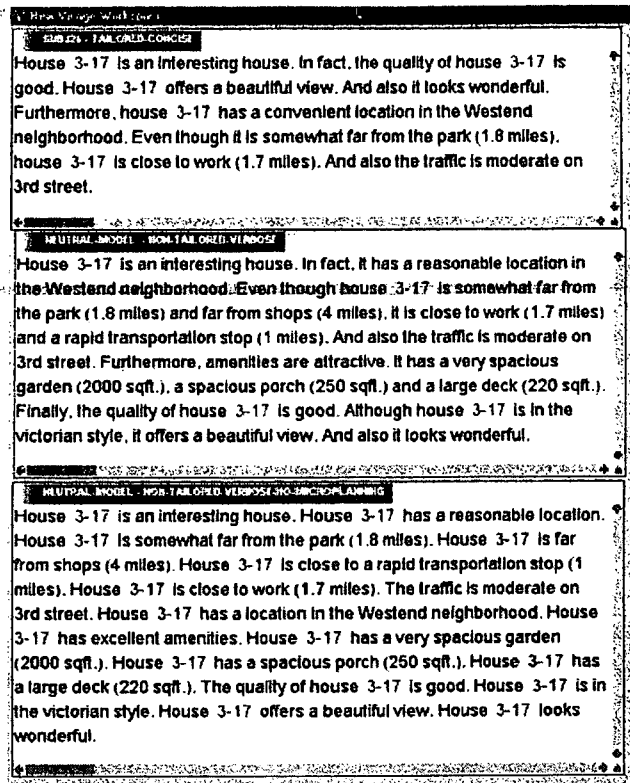 SUBJ26 - TAILORED-CONCISE
House 3-17 is an interesting house. In fact, the quality of house 3-17 is
good. House 3-17 offers a beautiful view. And also it looks wonderful.
Furthermore, house 3-17 has a convenient location in the Westend
neighborhood. Even though it is somewhat far from the park (1.8 miles),
house 3-17 is close to work (1.7 miles). And also the traffic is moderate on
3rd street.
NEUTRAL-MODEL - NON-TAILORED-VERBOSE
House 3-17 is an interesting house. In fact, it has a reasonable location in
the Westend neighborhood. Even though house 3-17 is somewhat far from
the park (1.8 miles) and far from shops (4 miles), it is close to work (1.7 miles)
and a rapid transportation stop (1 miles). And also the traffic is moderate on
3rd street. Furthermore, amenities are attractive. It has a very spacious
garden (2000 sqft.), a spacious porch (250 sqft.) and a large deck (220 sqft.).
Finally, the quality of house 3-17 is good. Although house 3-17 is in the
victorian style, it offers a beautiful view. And also it looks wonderful.
NEUTRAL-MODEL - NON-TAILORED-VERBOSE-NO-MICROPLANNING
House 3-17 is an interesting house. House 3-17 has a reasonable location.
House 3-17 is somewhat far from the park (1.8 miles). House 3-17 is far
from shops (4 miles). House 3-17 is close to a rapid transportation stop (1
miles). House 3-17 is close to work (1.7 miles). The traffic is moderate on
3rd street. House 3-17 has a location in the Westend neighborhood. House
3-17 has excellent amenities. House 3-17 has a very spacious garden
(2000 sqft.). House 3-17 has a spacious porch (250 sqft.). House 3-17 has
a large deck (220 sqft.). The quality of house 3-17 is good. House 3-17 is in
the victorian style. House 3-17 offers a beautiful view. House 3-17 looks
wonderful.